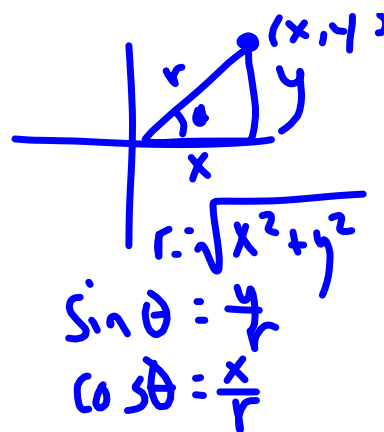 (x,y)
r
θ
y
x
r = √x²+y²
sin θ = y/r
cos θ = x/r